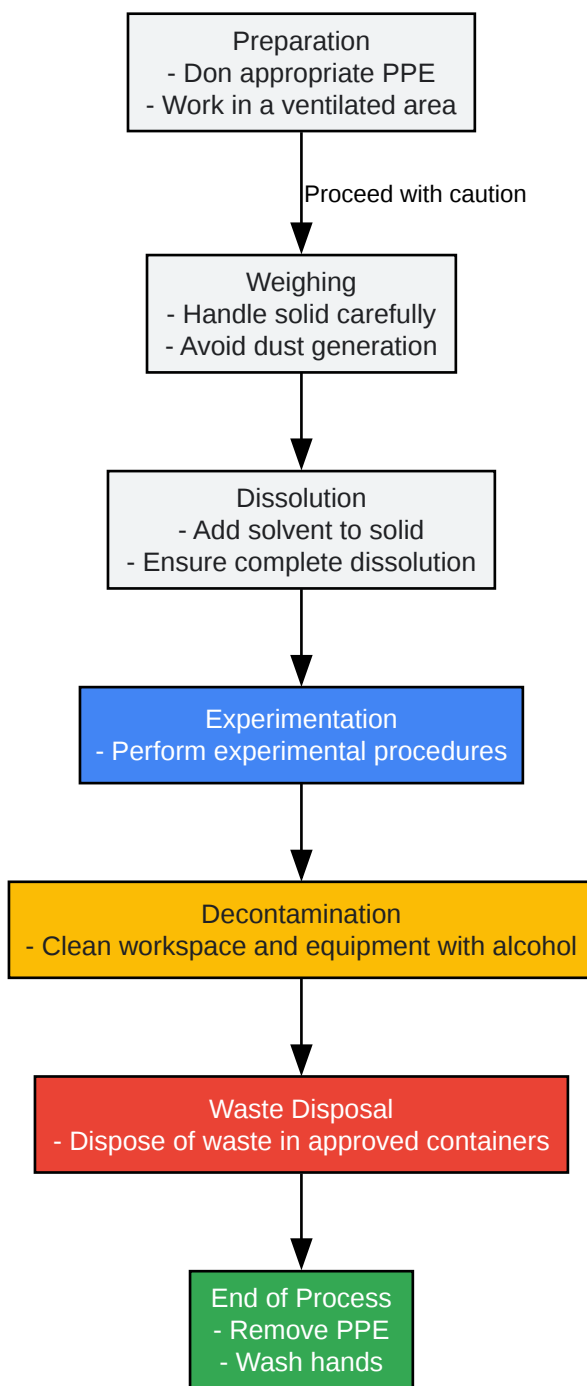 Preparation
- Don appropriate PPE
- Work in a ventilated area
Proceed with caution
Weighing
- Handle solid carefully
- Avoid dust generation
Dissolution
- Add solvent to solid
- Ensure complete dissolution
Experimentation
- Perform experimental procedures
Decontamination
- Clean workspace and equipment with alcohol
Waste Disposal
- Dispose of waste in approved containers
End of Process
- Remove PPE
- Wash hands